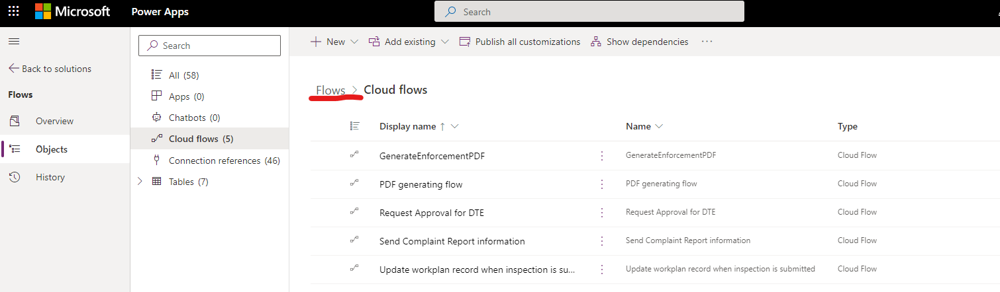 Microsoft Power Apps Search
Search
New Add existing Publish all customizations Show dependencies ...
Back to solutions
Flows
Overview
Objects
History
All (58)
Apps (0)
Chatbots (0)
Cloud flows (5)
Connection references (46)
Tables (7)
Flows > Cloud flows
Display name ↑ Name Type
GenerateEnforcementPDF GenerateEnforcementPDF Cloud Flow
PDF generating flow PDF generating flow Cloud Flow
Request Approval for DTE Request Approval for DTE Cloud Flow
Send Complaint Report information Send Complaint Report information Cloud Flow
Update workplan record when inspection is su... Update workplan record when inspection is submitted Cloud Flow